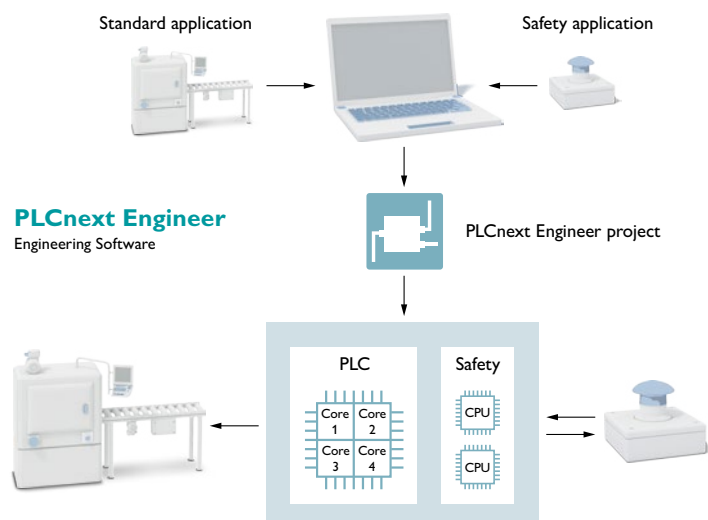 Standard application
Safety application
PLCnext Engineer
Engineering Software
PLCnext Engineer project
PLC
Safety
Core
1
Core
2
Core
3
Core
4
CPU
CPU